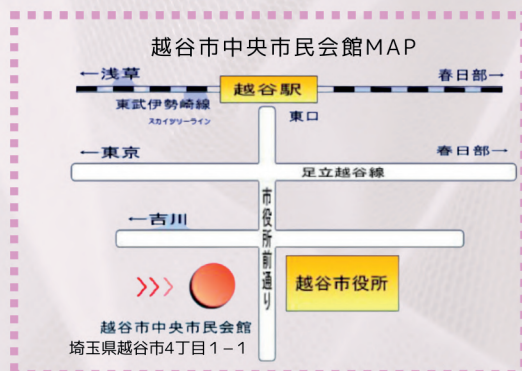 越谷市中央市民会館MAP
←浅草
春日部→
越谷駅
東武伊勢崎線
スカイツリーライン
東口
←東京
春日部→
足立越谷線
市役所前通り
←吉川
越谷市役所
越谷市中央市民会館
埼玉県越谷市4丁目1−1